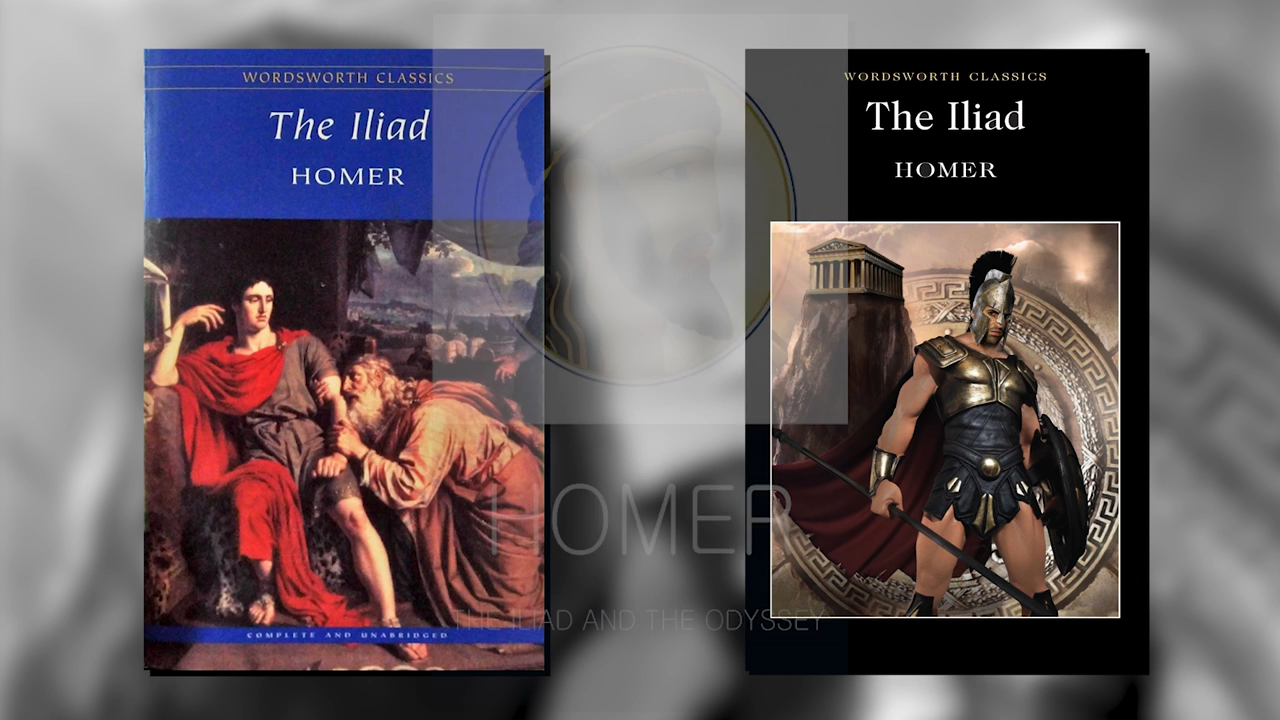 WORDSWORTH CLASSICS
The Iliad
HOMER
COMPLETE AND UNABRIDGED
WORDSWORTH CLASSICS
The Iliad
HOMER
HOMER
THE ILIAD AND THE ODYSSEY